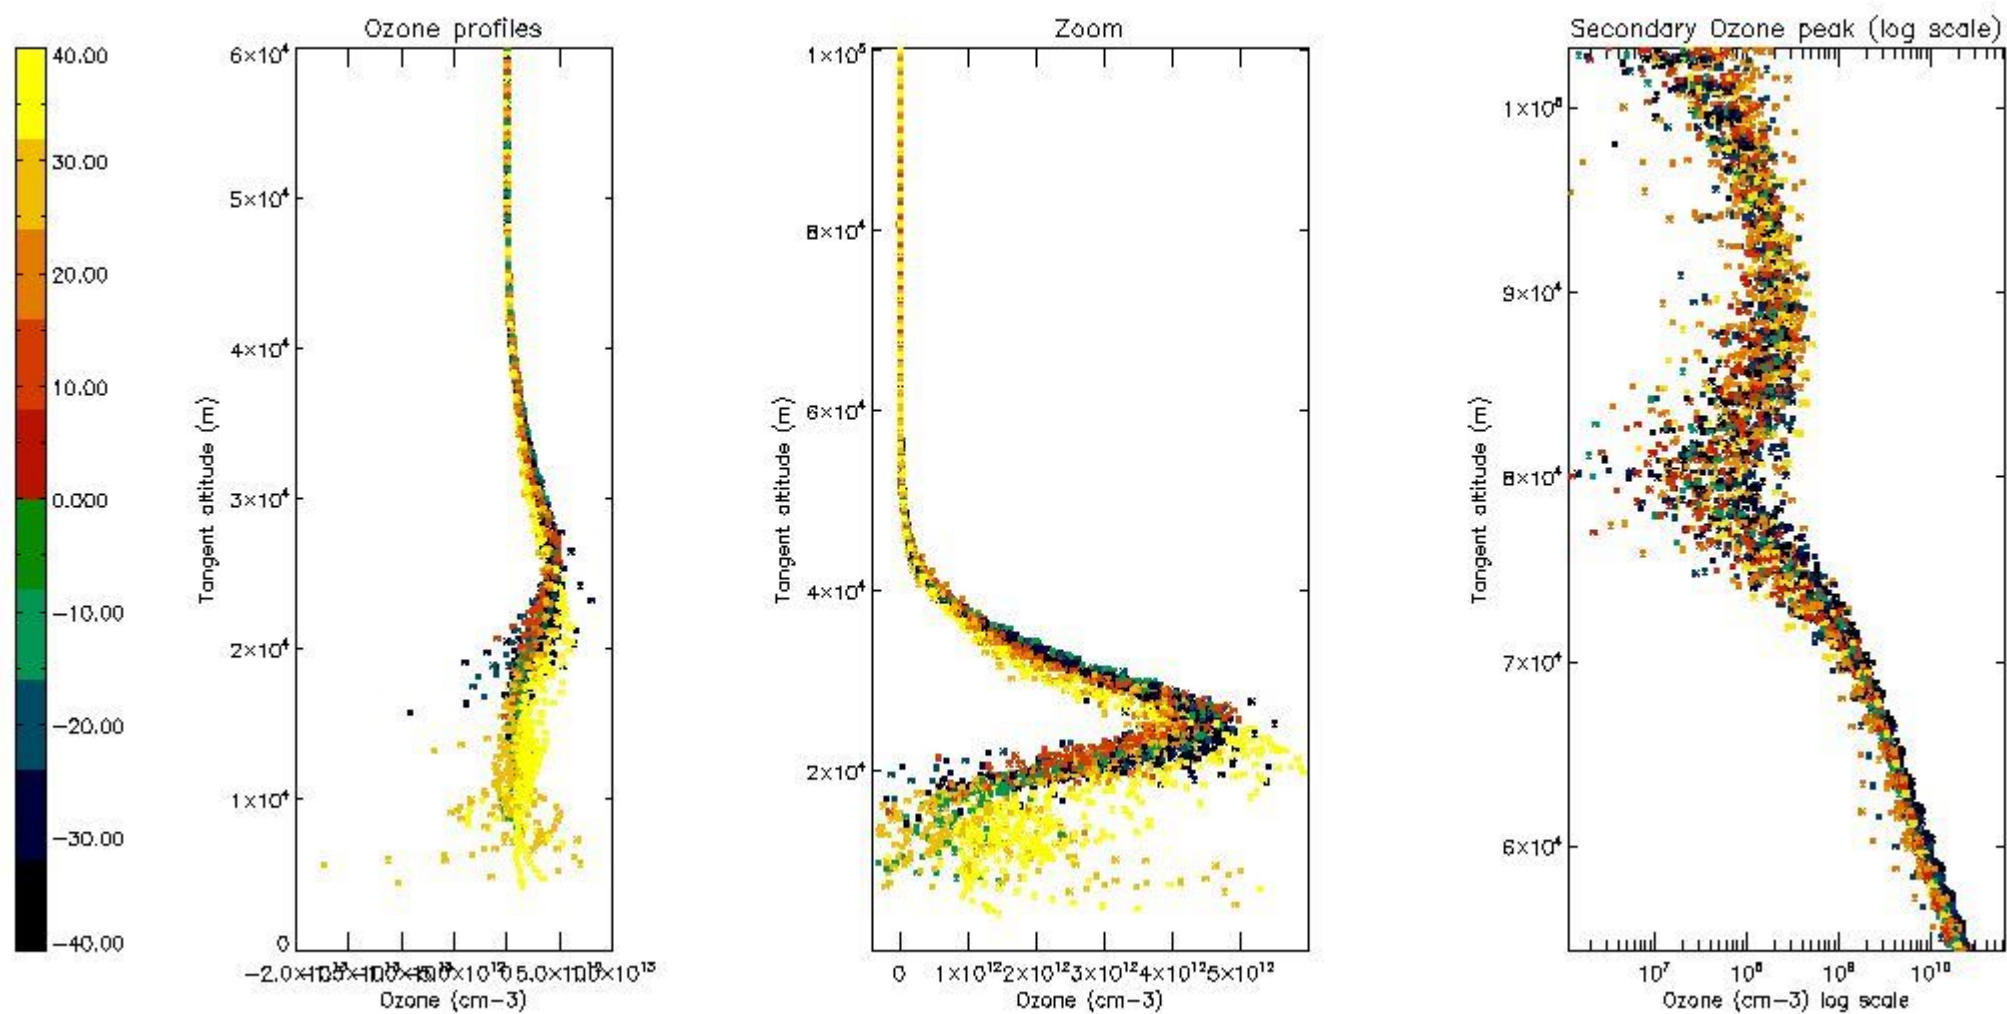 Ozone profiles
Zoom
Secondary Ozone peak (log scale)
40.00
30.00
20.00
10.00
0.000
-10.00
-20.00
-30.00
-40.00
6×10⁴
5×10⁴
4×10⁴
3×10⁴
2×10⁴
1×10⁴
0
Tangent altitude (m)
5.0×10¹²
Ozone (cm-3)
1×10⁵
8×10⁴
6×10⁴
4×10⁴
2×10⁴
Tangent altitude (m)
0 1×10¹² 2×10¹² 3×10¹² 4×10¹² 5×10¹²
Ozone (cm-3)
1×10⁵
9×10⁴
8×10⁴
7×10⁴
6×10⁴
Tangent altitude (m)
10⁷ 10⁸ 10⁹ 10¹⁰
Ozone (cm-3) log scale